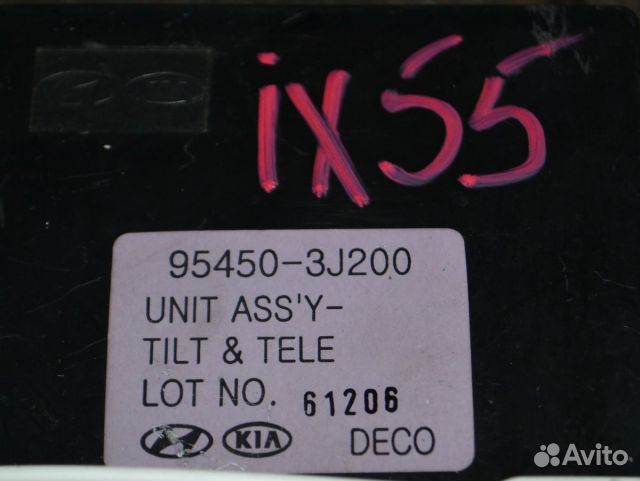 ix55
95450-3J200
UNIT ASS'Y-
TILT & TELE
LOT NO. 61206
KIA DECO
Avito